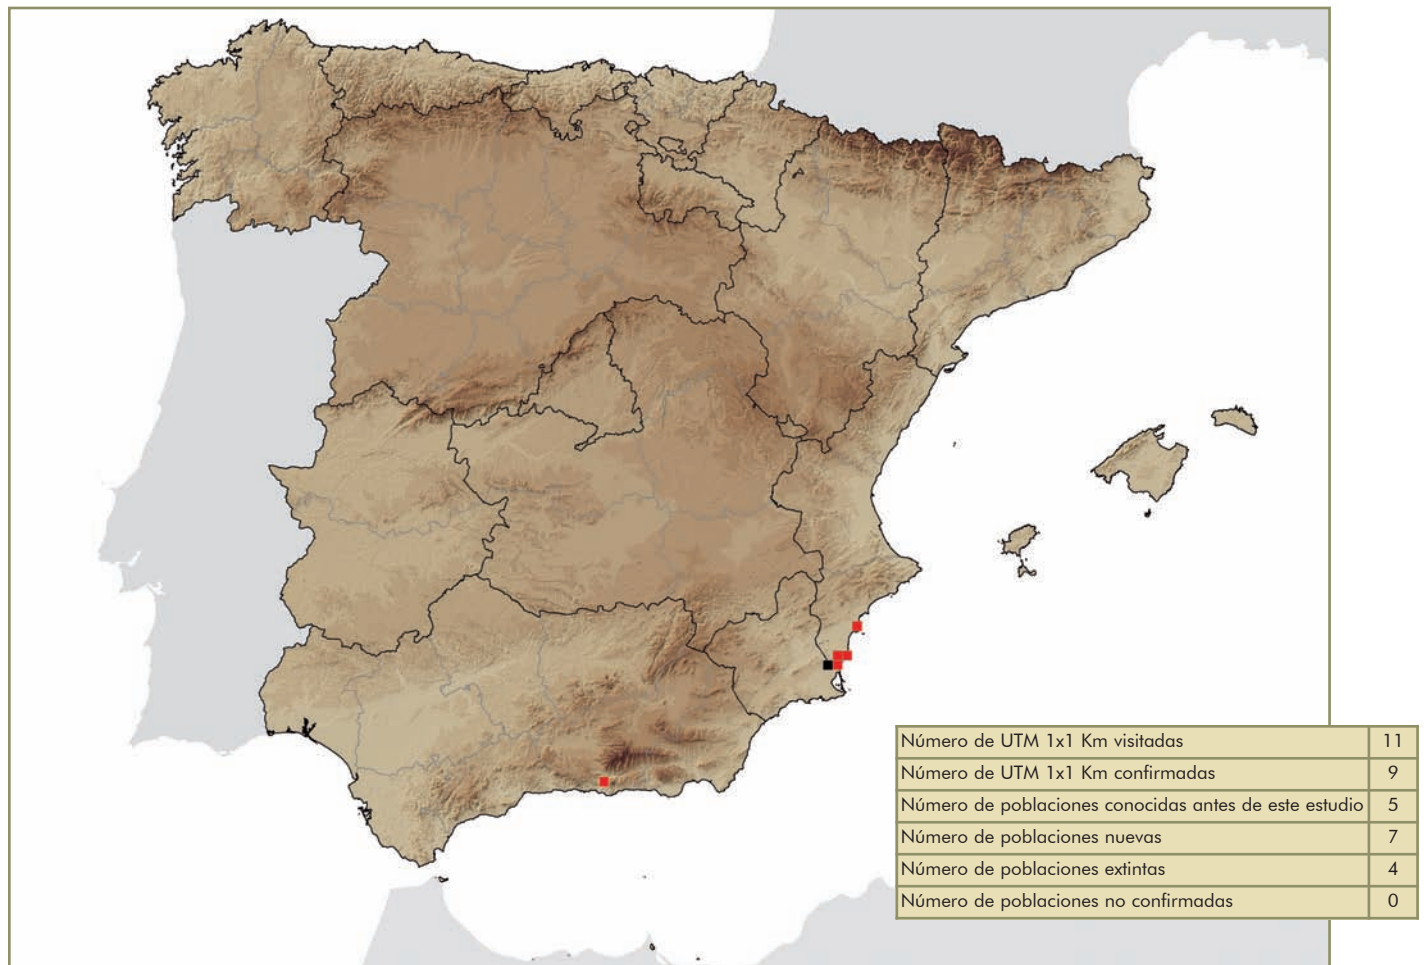 Número de UTM 1x1 Km visitadas 11
Número de UTM 1x1 Km confirmadas 9
Número de poblaciones conocidas antes de este estudio 5
Número de poblaciones nuevas 7
Número de poblaciones extintas 4
Número de poblaciones no confirmadas 0